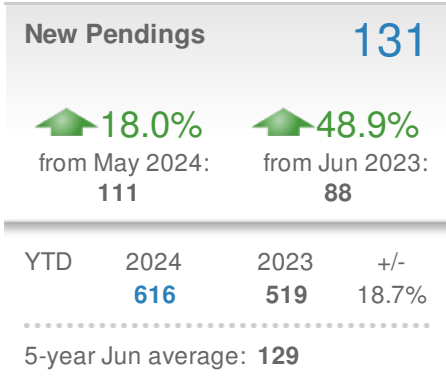 New Pendings 131
18.0% 48.9%
from May 2024: from Jun 2023:
111 88
YTD 2024 2023 +/-
616 519 18.7%
5-year Jun average: 129